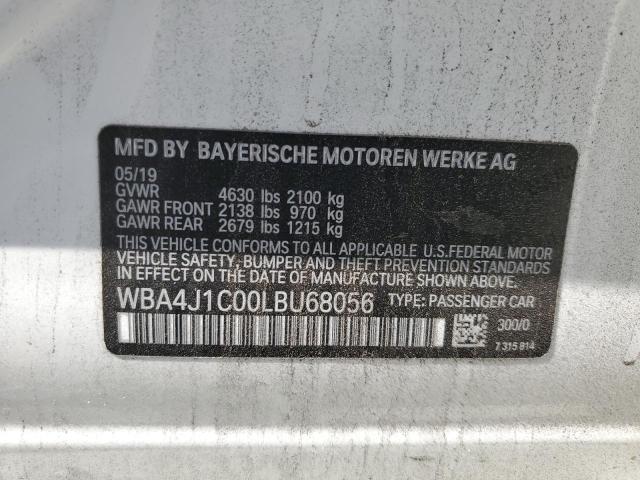 MFD BY BAYERISCHE MOTOREN WERKE AG
05/19
GVWR 4630 lbs 2100 kg
GAWR FRONT 2138 lbs 970 kg
GAWR REAR 2679 lbs 1215 kg
THIS VEHICLE CONFORMS TO ALL APPLICABLE U.S.FEDERAL MOTOR
VEHICLE SAFETY, BUMPER AND THEFT PREVENTION STANDARDS
IN EFFECT ON THE DATE OF MANUFACTURE SHOWN ABOVE.
WBA4J1C00LBU68056 TYPE: PASSENGER CAR
300/0
7 315 814